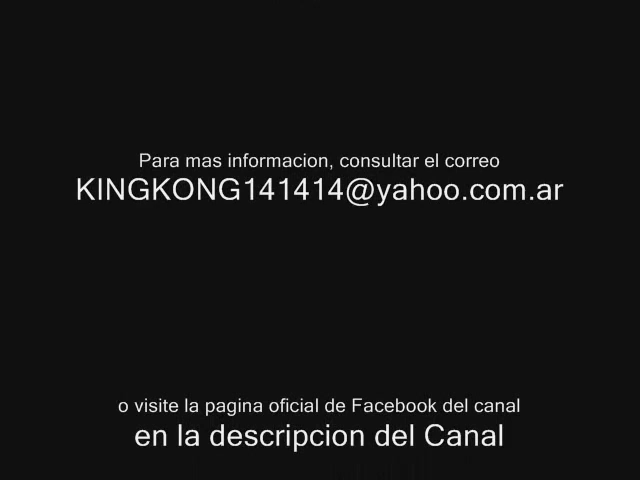 Para mas informacion, consultar el correo
KINGKONG141414@yahoo.com.ar
o visite la pagina oficial de Facebook del canal
en la descripcion del Canal